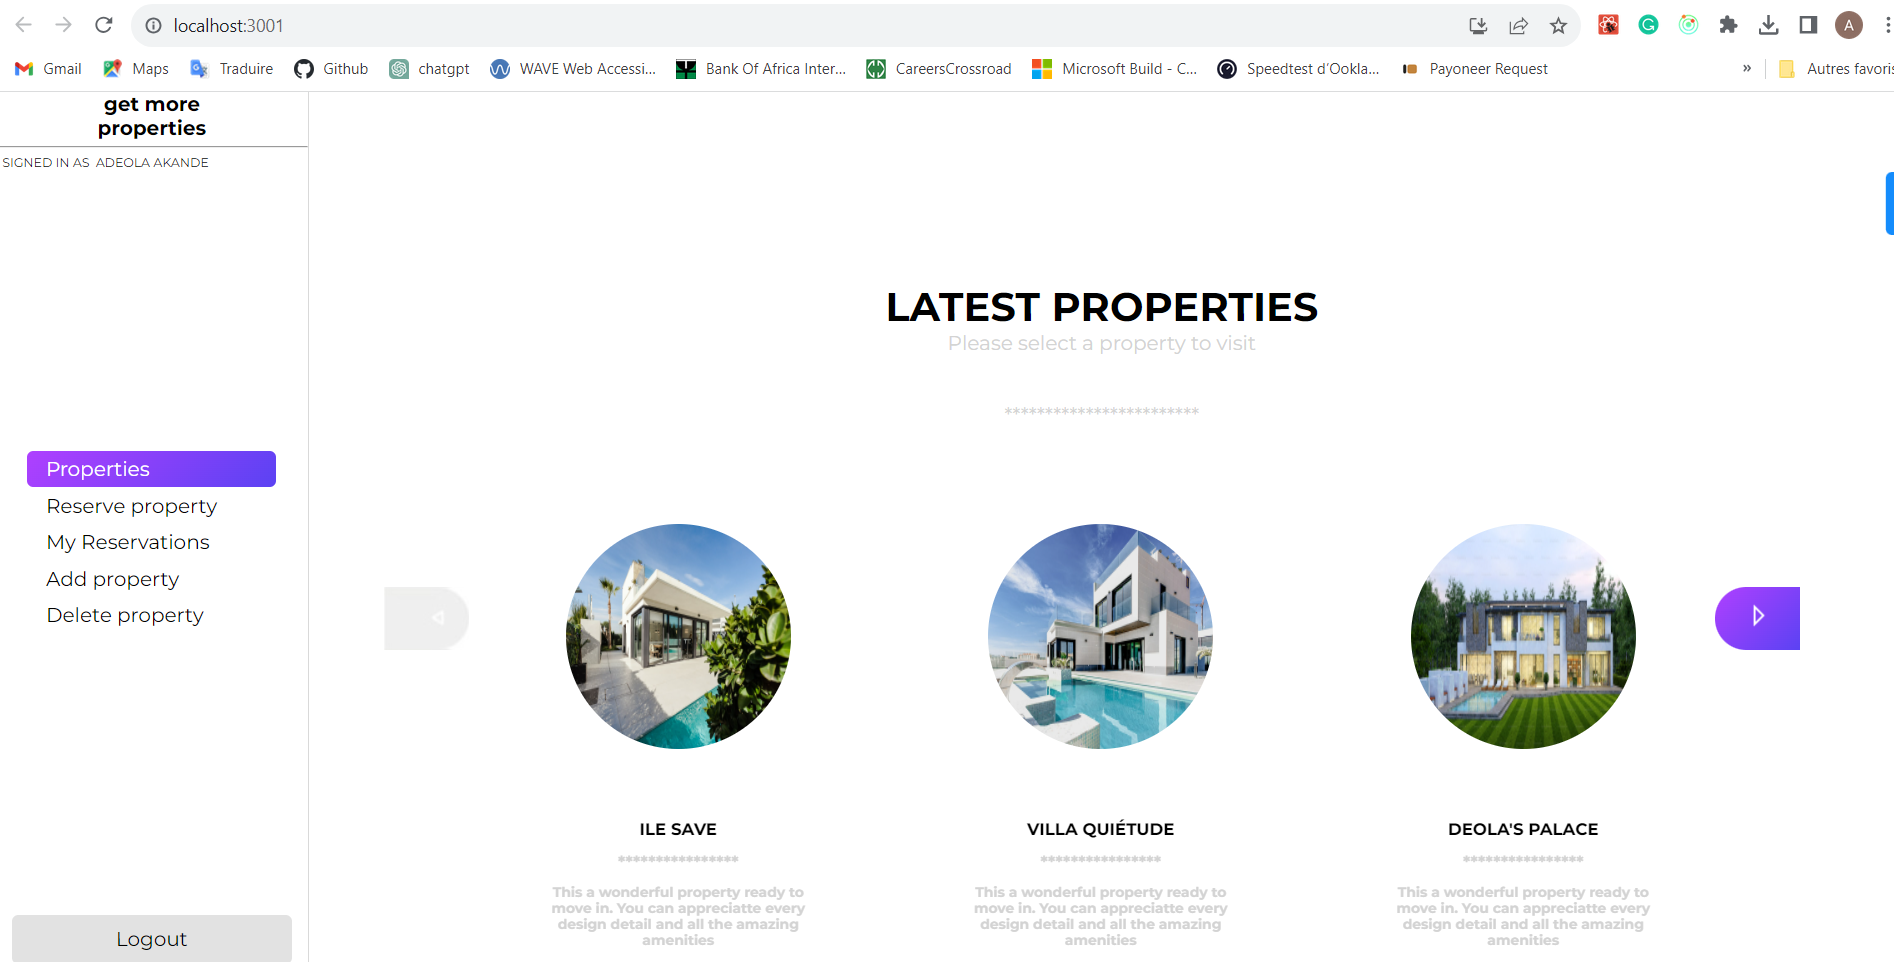 localhost:3001
A
Gmail
Maps
Traduire
Github
chatgpt
WAVE Web Accessi...
Bank Of Africa Inter...
CareersCrossroad
Microsoft Build - C...
Speedtest d'Ookla...
Payoneer Request
»
Autres favoris
get more
properties
SIGNED IN AS ADEOLA AKANDE
Properties
Reserve property
My Reservations
Add property
Delete property
Logout
LATEST PROPERTIES
Please select a property to visit
************************
ILE SAVE
****************
This a wonderful property ready to
move in. You can appreciatte every
design detail and all the amazing
amenities
VILLA QUIÉTUDE
****************
This a wonderful property ready to
move in. You can appreciatte every
design detail and all the amazing
amenities
DEOLA'S PALACE
****************
This a wonderful property ready to
move in. You can appreciatte every
design detail and all the amazing
amenities